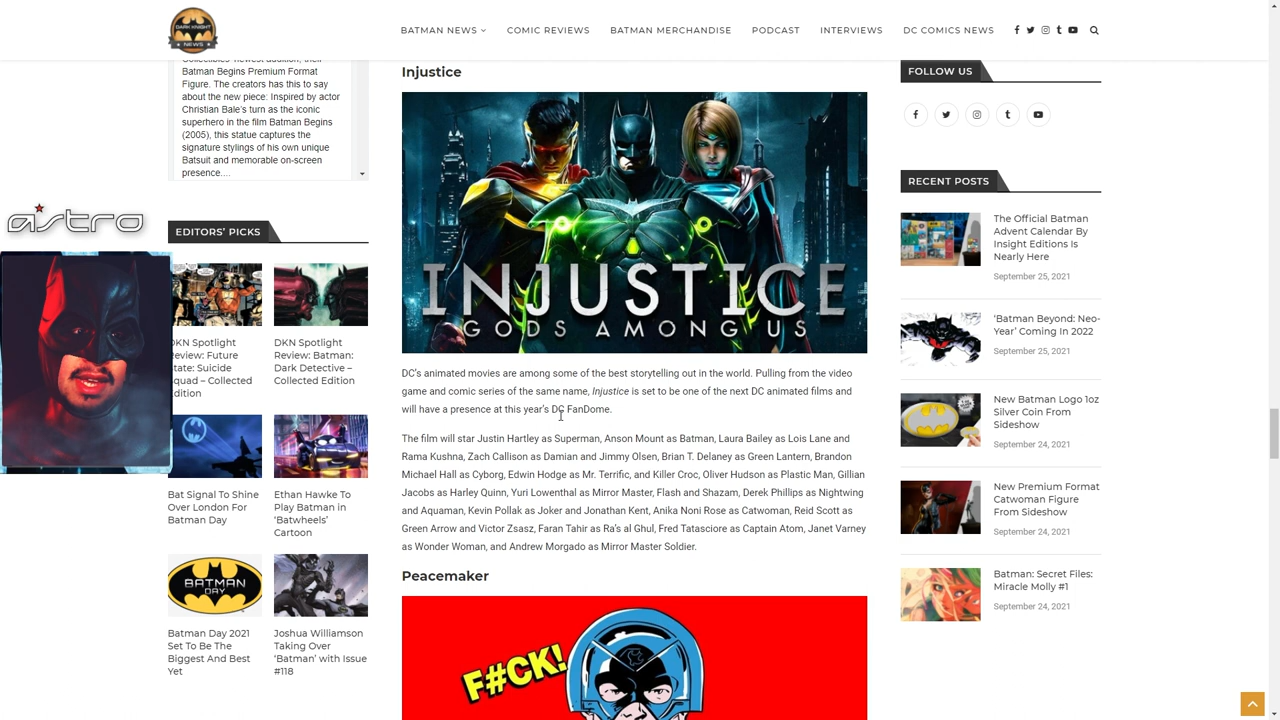 DARK KNIGHT
NEWS
BATMAN NEWS
COMIC REVIEWS
BATMAN MERCHANDISE
PODCAST
INTERVIEWS
DC COMICS NEWS
Collectibles' newest addition, their
Batman Begins Premium Format
Figure. The creators has this to say
about the new piece: Inspired by actor
Christian Bale's turn as the iconic
superhero in the film Batman Begins
(2005), this statue captures the
signature stylings of his own unique
Batsuit and memorable on-screen
presence....
astro
EDITORS' PICKS
DKN Spotlight
Review: Future
State: Suicide
Squad – Collected
Edition
DKN Spotlight
Review: Batman:
Dark Detective –
Collected Edition
Bat Signal To Shine
Over London For
Batman Day
Ethan Hawke To
Play Batman in
'Batwheels'
Cartoon
BATMAN
DAY
Batman Day 2021
Set To Be The
Biggest And Best
Yet
Joshua Williamson
Taking Over
'Batman' with Issue
#118
Injustice
INJUSTICE
GODS AMONG US
DC's animated movies are among some of the best storytelling out in the world. Pulling from the video
game and comic series of the same name, Injustice is set to be one of the next DC animated films and
will have a presence at this year's DC FanDome.
The film will star Justin Hartley as Superman, Anson Mount as Batman, Laura Bailey as Lois Lane and
Rama Kushna, Zach Callison as Damian and Jimmy Olsen, Brian T. Delaney as Green Lantern, Brandon
Michael Hall as Cyborg, Edwin Hodge as Mr. Terrific, and Killer Croc, Oliver Hudson as Plastic Man, Gillian
Jacobs as Harley Quinn, Yuri Lowenthal as Mirror Master, Flash and Shazam, Derek Phillips as Nightwing
and Aquaman, Kevin Pollak as Joker and Jonathan Kent, Anika Noni Rose as Catwoman, Reid Scott as
Green Arrow and Victor Zsasz, Faran Tahir as Ra's al Ghul, Fred Tatasciore as Captain Atom, Janet Varney
as Wonder Woman, and Andrew Morgado as Mirror Master Soldier.
Peacemaker
F#CK!
FOLLOW US
RECENT POSTS
The Official Batman
Advent Calendar By
Insight Editions Is
Nearly Here
September 25, 2021
'Batman Beyond: Neo-
Year' Coming In 2022
September 25, 2021
New Batman Logo 1oz
Silver Coin From
Sideshow
September 24, 2021
New Premium Format
Catwoman Figure
From Sideshow
September 24, 2021
Batman: Secret Files:
Miracle Molly #1
September 24, 2021